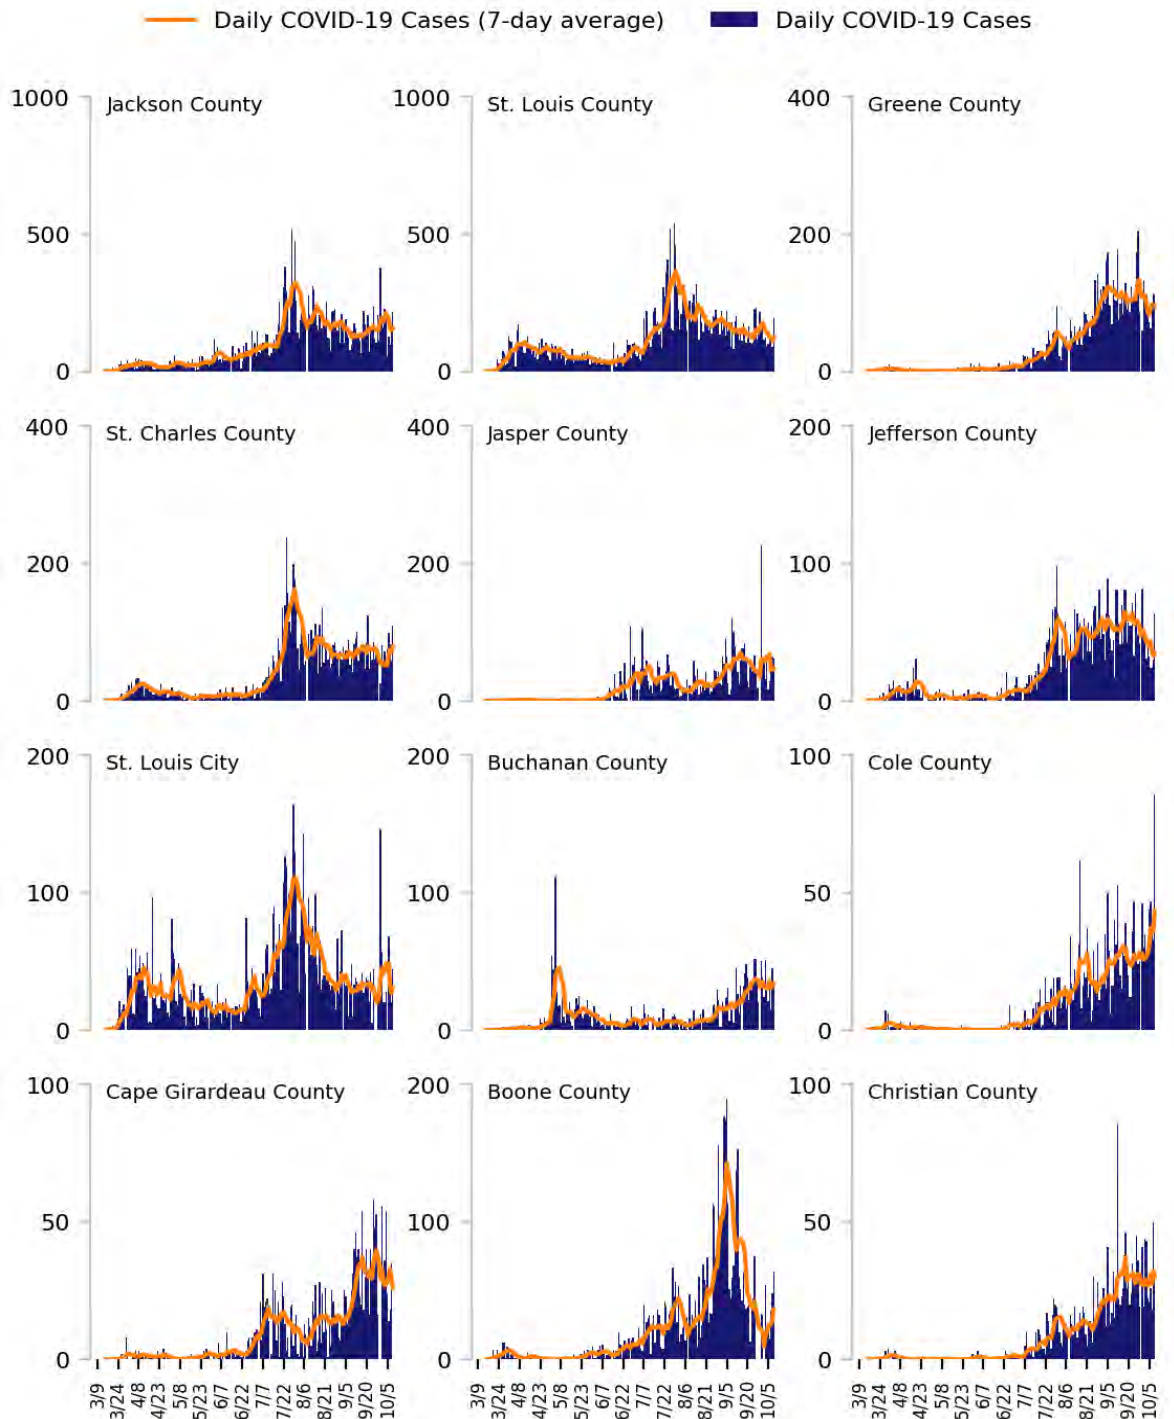 Daily COVID-19 Cases (7-day average) Daily COVID-19 Cases
1000 Jackson County 1000 St. Louis County 400 Greene County
500 500 200
0 0 0
400 St. Charles County 400 Jasper County 200 Jefferson County
200 200 100
0 0 0
200 St. Louis City 200 Buchanan County 100 Cole County
100 100 50
0 0 0
100 Cape Girardeau County 200 Boone County 100 Christian County
50 100 50
0 0 0
3/9 3/24 4/8 4/23 5/8 5/23 6/7 6/22 7/7 7/22 8/6 8/21 9/5 9/20 10/5 3/9 3/24 4/8 4/23 5/8 5/23 6/7 6/22 7/7 7/22 8/6 8/21 9/5 9/20 10/5 3/9 3/24 4/8 4/23 5/8 5/23 6/7 6/22 7/7 7/22 8/6 8/21 9/5 9/20 10/5